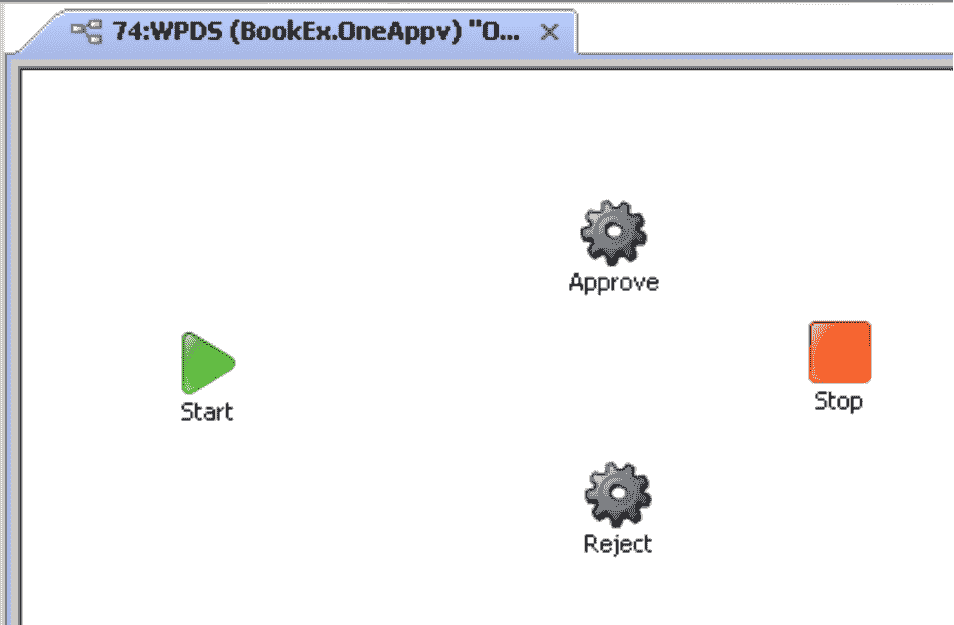 74:WPDS (BookEx.OneAppv) "O...
Approve
Start
Stop
Reject